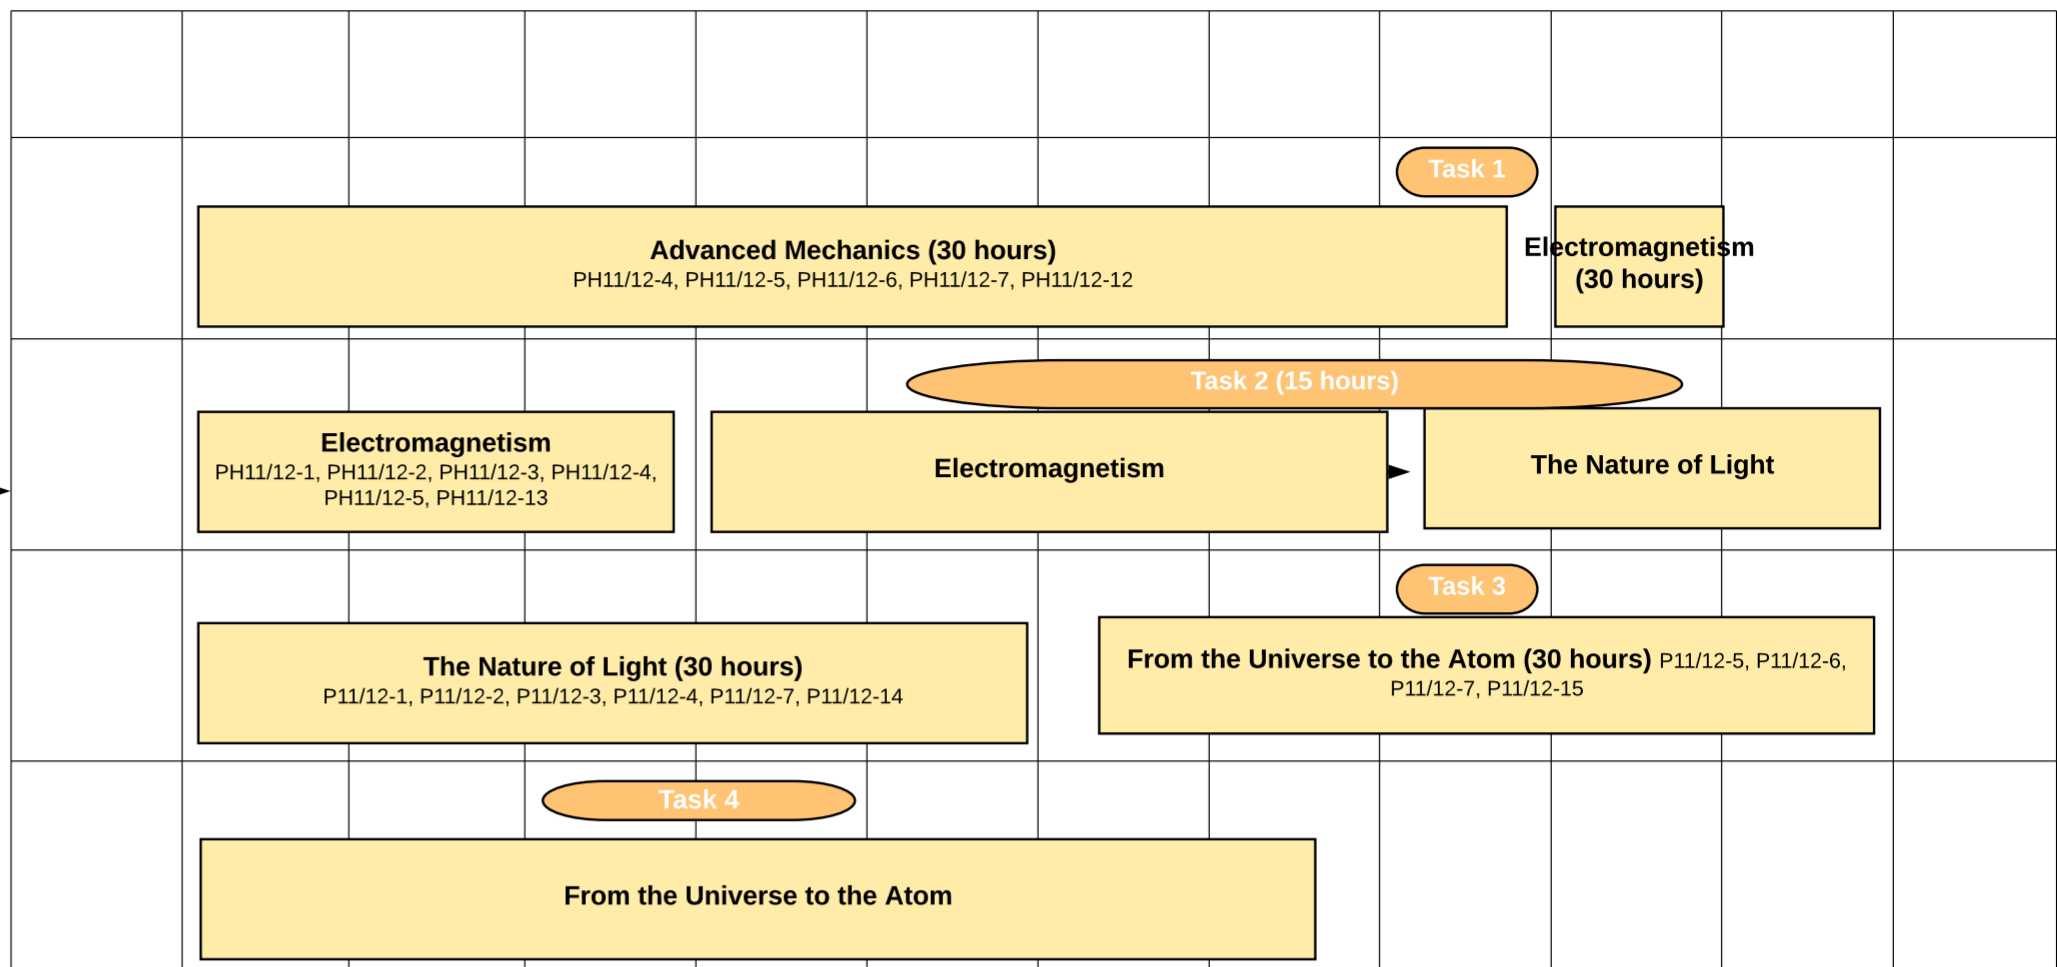 Task 1
Advanced Mechanics (30 hours)
PH11/12-4, PH11/12-5, PH11/12-6, PH11/12-7, PH11/12-12
Electromagnetism
(30 hours)
Task 2 (15 hours)
Electromagnetism
PH11/12-1, PH11/12-2, PH11/12-3, PH11/12-4,
PH11/12-5, PH11/12-13
Electromagnetism
The Nature of Light
Task 3
The Nature of Light (30 hours)
P11/12-1, P11/12-2, P11/12-3, P11/12-4, P11/12-7, P11/12-14
From the Universe to the Atom (30 hours) P11/12-5, P11/12-6,
P11/12-7, P11/12-15
Task 4
From the Universe to the Atom